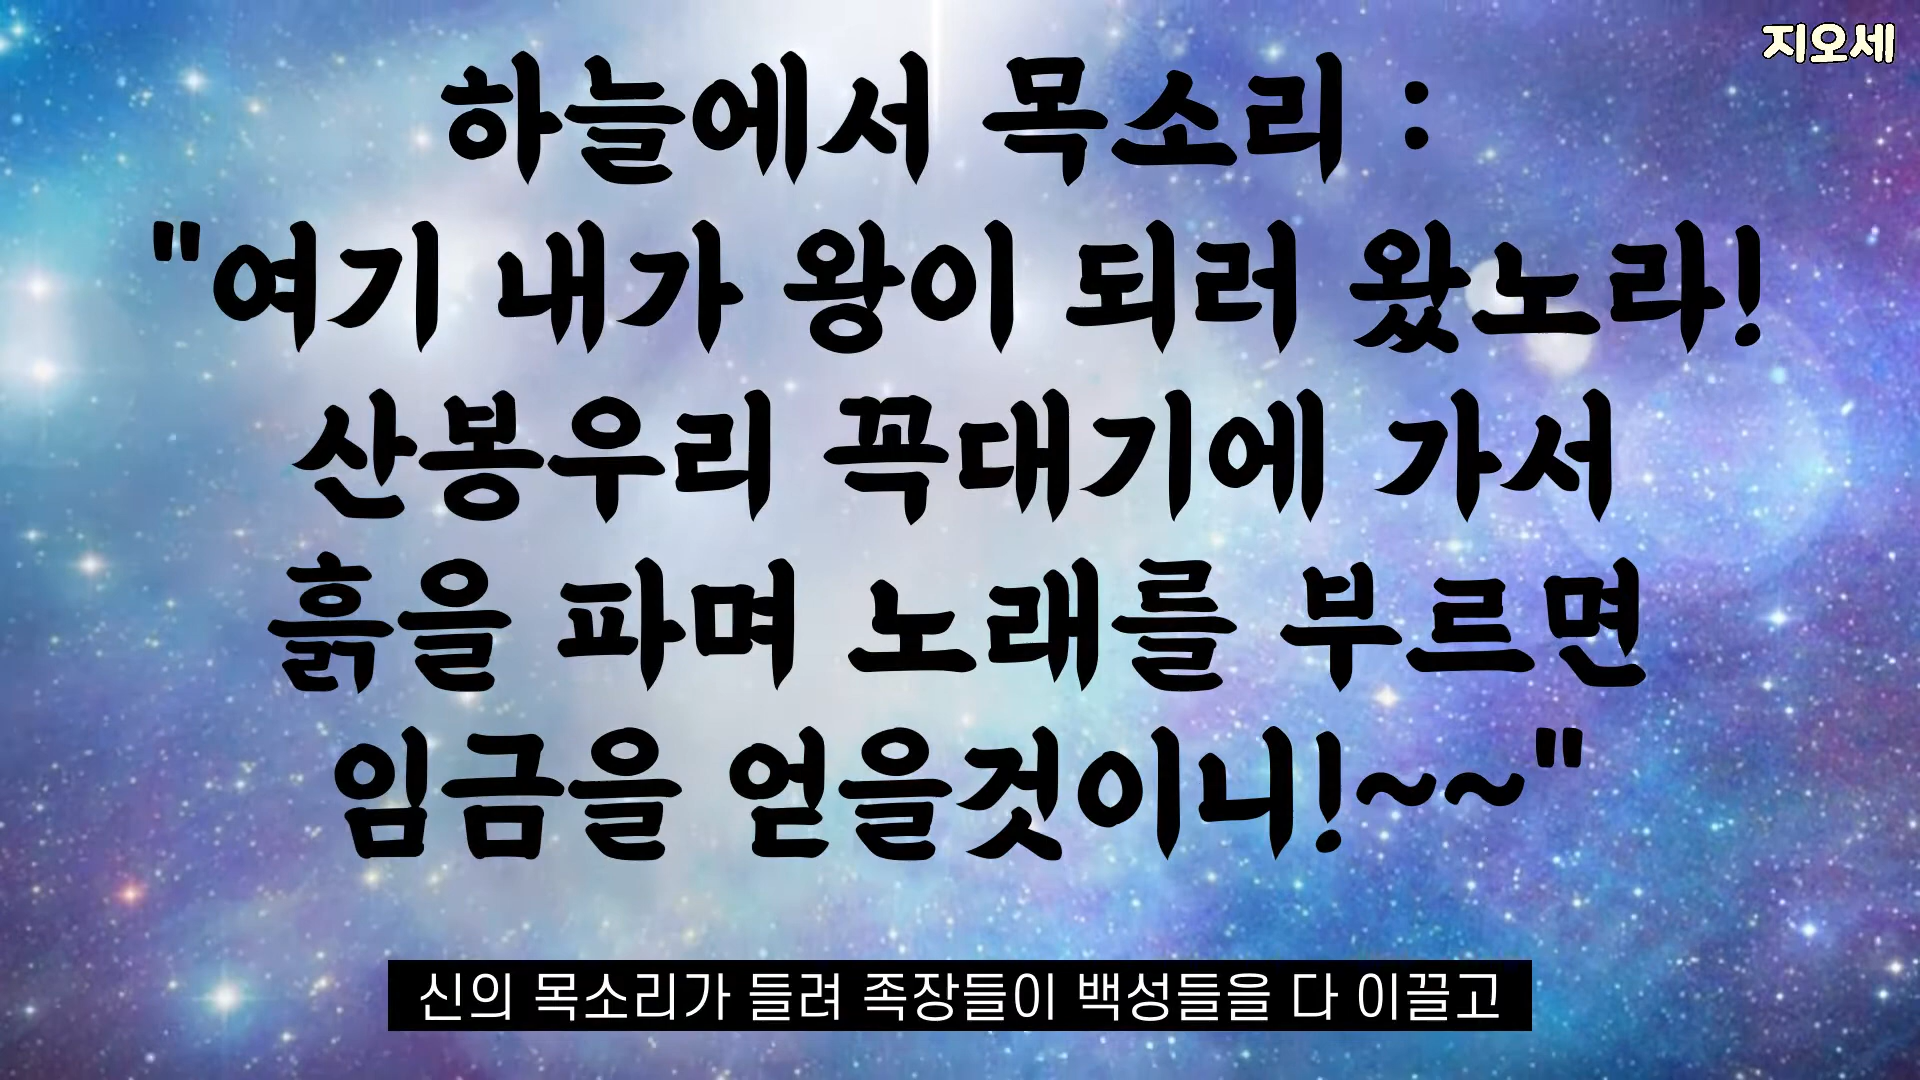 지오세
하늘에서 목소리 :
"여기 내가 왕이 되러 왔노라!
산봉우리 꼭대기에 가서
흙을 파며 노래를 부르면
임금을 얻을것이니!~~"
신의 목소리가 들려 족장들이 백성들을 다 이끌고